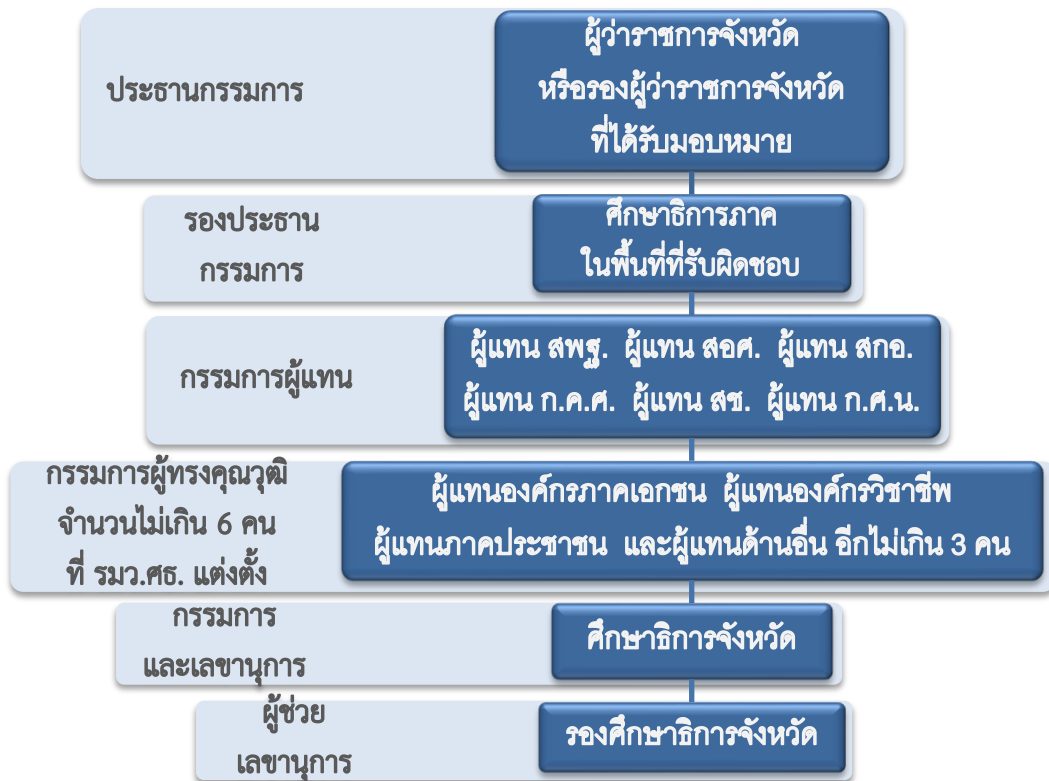 ประธานกรรมการ
ผู้ว่าราชการจังหวัด
หรือรองผู้ว่าราชการจังหวัด
ที่ได้รับมอบหมาย
รองประธาน
กรรมการ
ศึกษาธิการภาค
ในพื้นที่ที่รับผิดชอบ
กรรมการผู้แทน
ผู้แทน สพฐ. ผู้แทน สอศ. ผู้แทน สกอ.
ผู้แทน ก.ค.ศ. ผู้แทน สช. ผู้แทน ก.ศ.น.
กรรมการผู้ทรงคุณวุฒิ
จำนวนไม่เกิน 6 คน
ที่ รมว.ศธ. แต่งตั้ง
ผู้แทนองค์กรภาคเอกชน ผู้แทนองค์กรวิชาชีพ
ผู้แทนภาคประชาชน และผู้แทนด้านอื่น อีกไม่เกิน 3 คน
กรรมการ
และเลขานุการ
ศึกษาธิการจังหวัด
ผู้ช่วย
เลขานุการ
รองศึกษาธิการจังหวัด